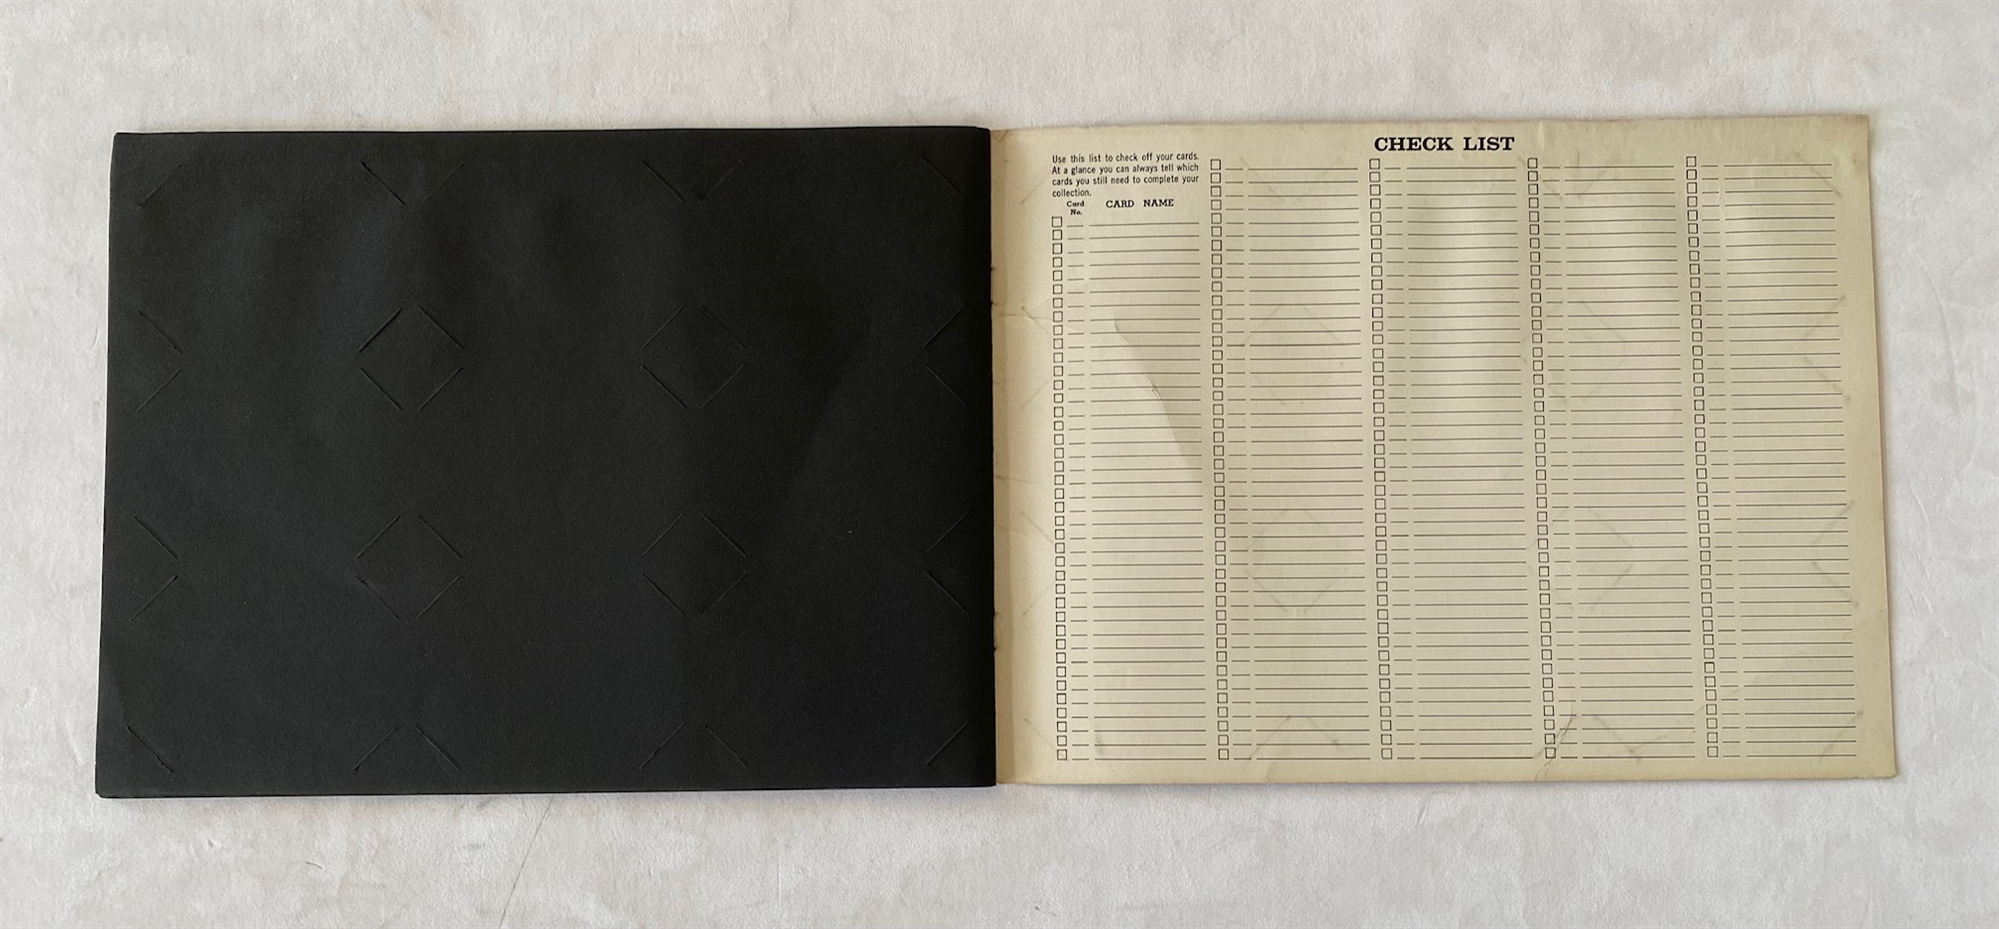 CHECK LIST
Use this list to check off your cards.
At a glance you can always tell which
cards you still need to complete your
collection.
Card No. CARD NAME